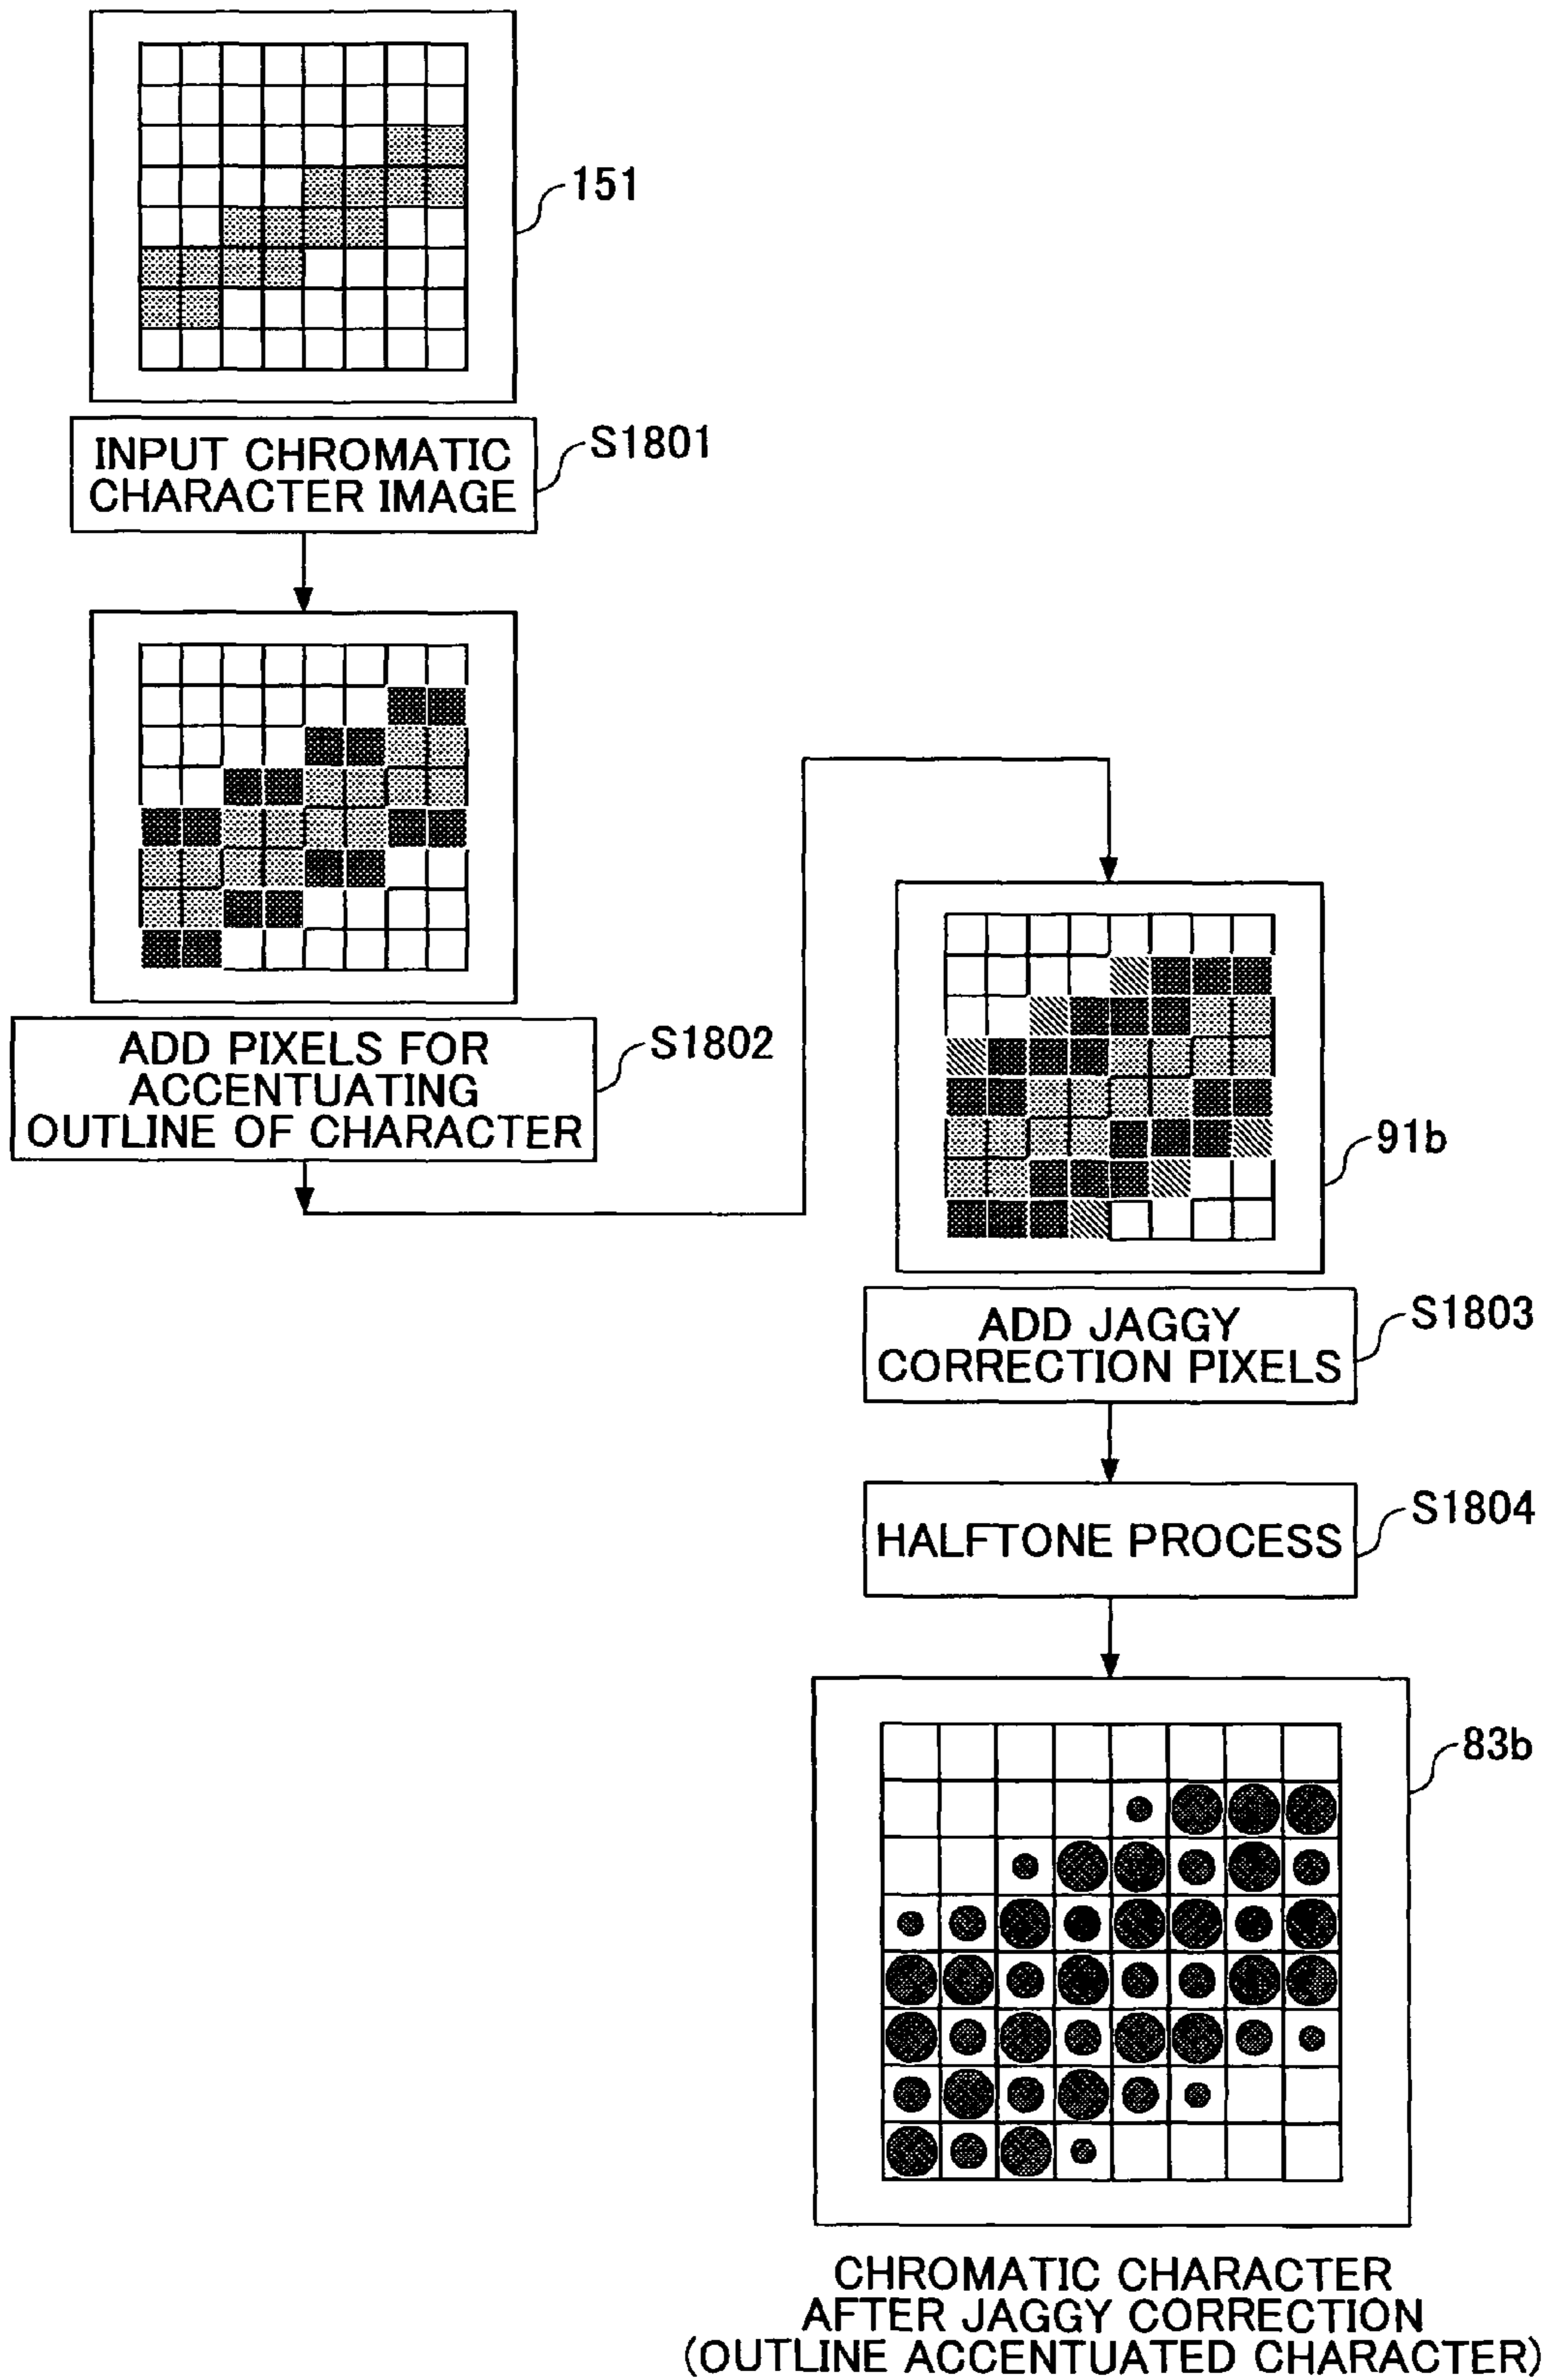 151
S1801
INPUT CHROMATIC
CHARACTER IMAGE
S1802
ADD PIXELS FOR
ACCENTUATING
OUTLINE OF CHARACTER
91b
S1803
ADD JAGGY
CORRECTION PIXELS
S1804
HALFTONE PROCESS
83b
CHROMATIC CHARACTER
AFTER JAGGY CORRECTION
(OUTLINE ACCENTUATED CHARACTER)